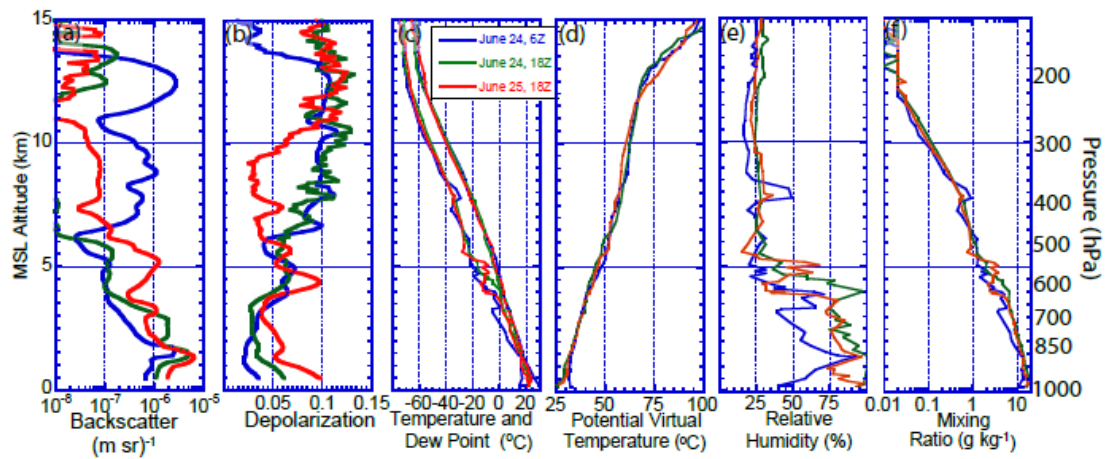 (a) (b) (c) (d) (e) (f)
15
10
5
0
MSL Altitude (km)
June 24, 6Z
June 24, 18Z
June 25, 18Z
200
300
400
500
600
700
850
1000
Pressure (hPa)
10-8 10-7 10-6 10-5
Backscatter
(m sr)-1
0.05 0.1 0.15
Depolarization
-60-40-20 0 20
Temperature and
Dew Point (ºC)
25 50 75 100
Potential Virtual
Temperature (ºC)
25 50 75
Relative
Humidity (%)
0.01 0.1 1 10
Mixing
Ratio (g kg-1)